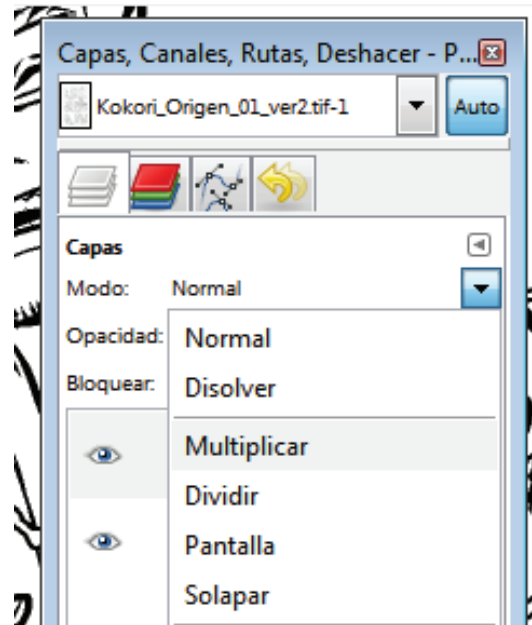 Capas, Canales, Rutas, Deshacer - P...
Kokori_Origen_01_ver2.tif-1
Auto
Capas
Modo: Normal
Opacidad:
Normal
Bloquear:
Disolver
Multiplicar
Dividir
Pantalla
Solapar